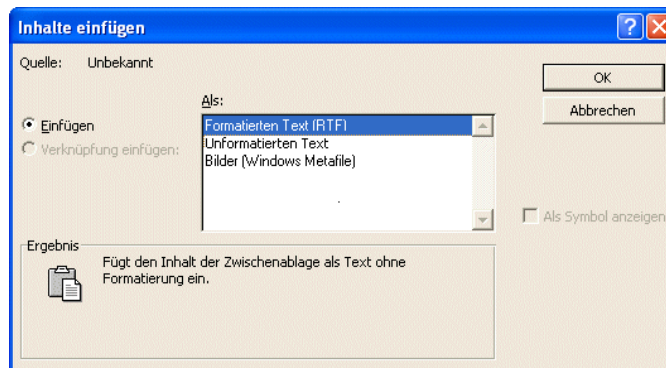 Inhalte einfügen
Quelle: Unbekannt
Als:
Einfügen
Verknüpfung einfügen:
Formatierten Text (RTF)
Unformatierten Text
Bilder (Windows Metafile)
OK
Abbrechen
Als Symbol anzeigen
Ergebnis
Fügt den Inhalt der Zwischenablage als Text ohne
Formatierung ein.